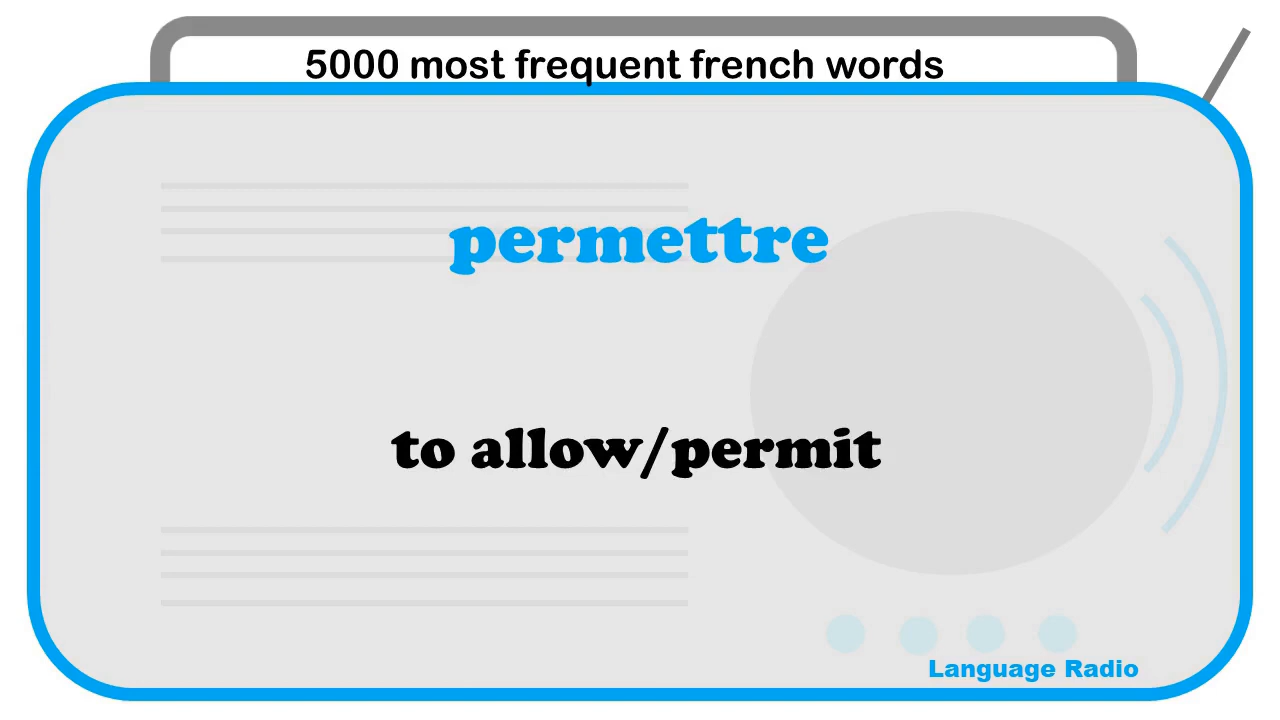 5000 most frequent french words
permettre
to allow/permit
Language Radio